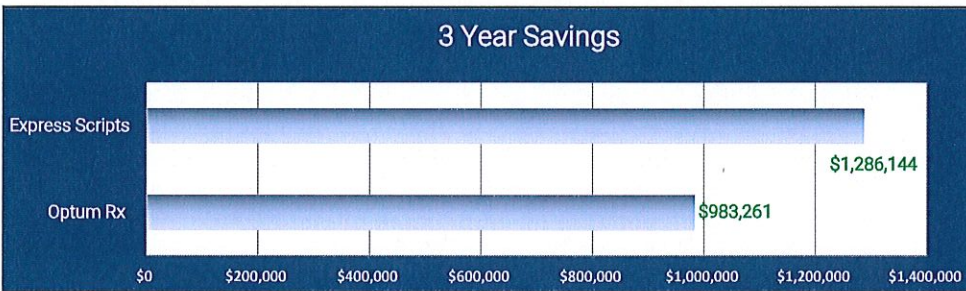 3 Year Savings
Express Scripts
$1,286,144
Optum Rx
$983,261
$0 $200,000 $400,000 $600,000 $800,000 $1,000,000 $1,200,000 $1,400,000